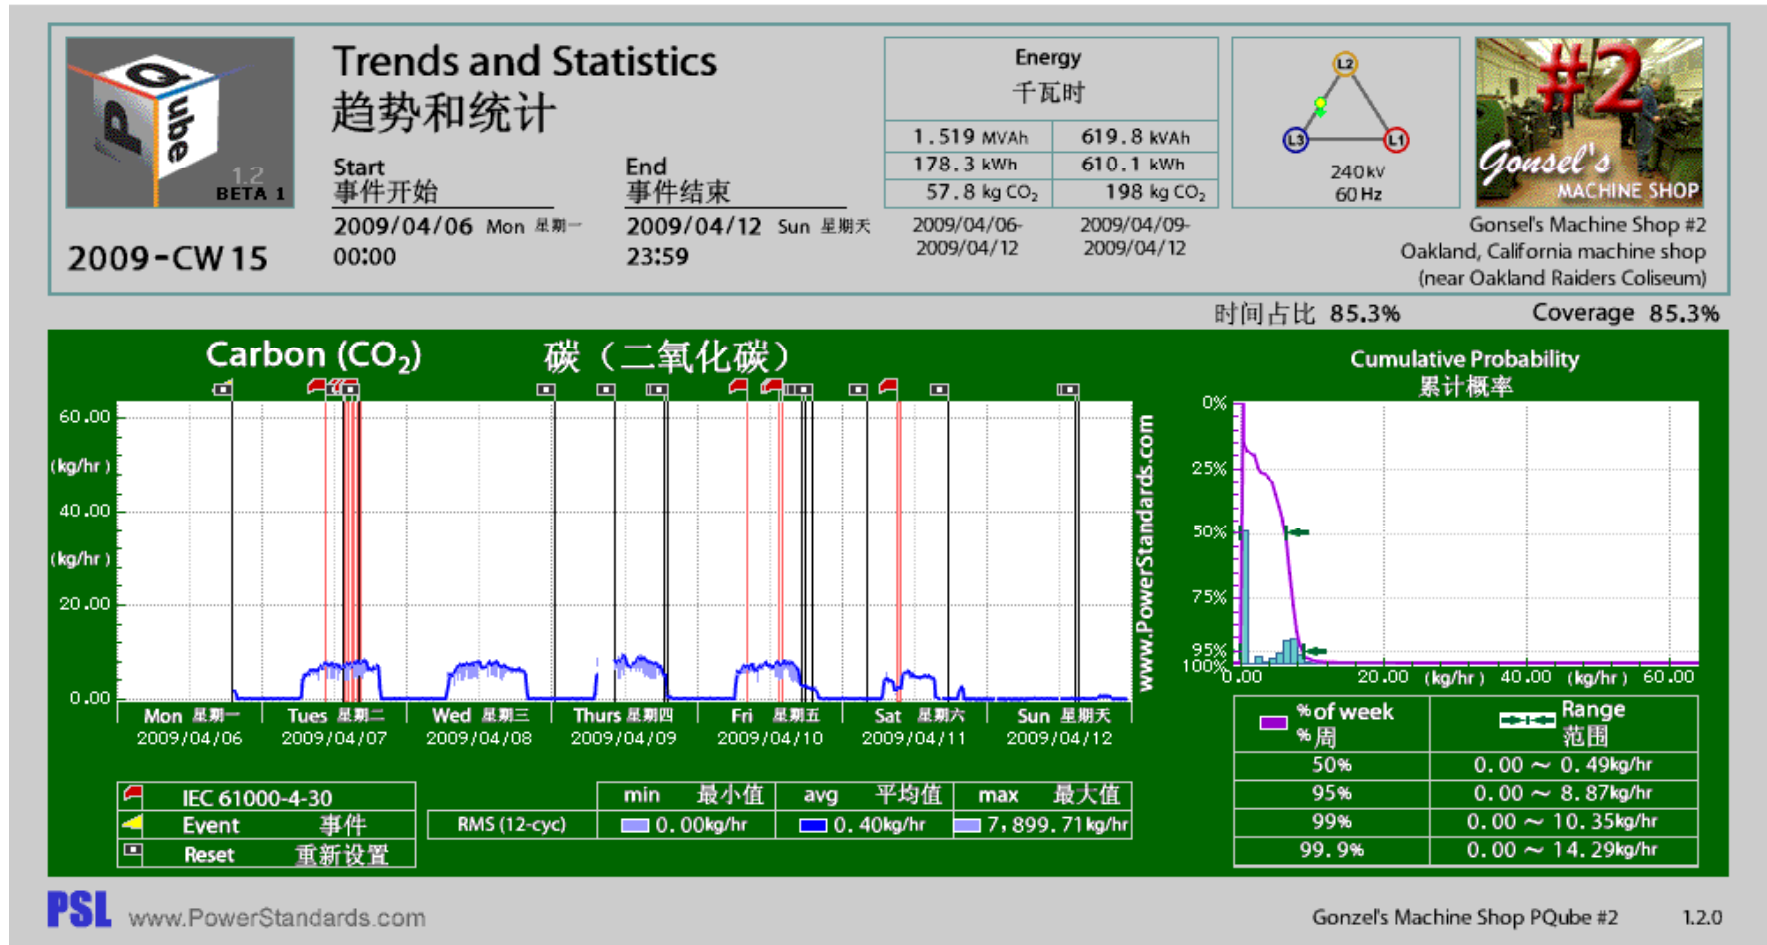 Q
P
ube
1.2
BETA 1
2009-CW 15
Trends and Statistics
趋势和统计
Start
事件开始
2009/04/06 Mon 星期一
00:00
End
事件结束
2009/04/12 Sun 星期天
23:59
Energy
千瓦时
1.519 MVAh 619.8 kVAh
178.3 kWh 610.1 kWh
57.8 kg CO₂ 198 kg CO₂
2009/04/06-
2009/04/12
2009/04/09-
2009/04/12
L2
L3 L1
240kV
60Hz
#2
Gonsel's
MACHINE SHOP
Gonsel's Machine Shop #2
Oakland, California machine shop
(near Oakland Raiders Coliseum)
时间占比 85.3% Coverage 85.3%
Carbon (CO₂) 碳（二氧化碳）
60.00
(kg/hr)
40.00
(kg/hr)
20.00
0.00
Mon 星期一 Tues 星期二 Wed 星期三 Thurs 星期四 Fri 星期五 Sat 星期六 Sun 星期天
2009/04/06 2009/04/07 2009/04/08 2009/04/09 2009/04/10 2009/04/11 2009/04/12
www.PowerStandards.com
IEC 61000-4-30
Event 事件
Reset 重新设置
min 最小值 avg 平均值 max 最大值
RMS (12-cyc) 0.00kg/hr 0.40kg/hr 7,899.71kg/hr
Cumulative Probability
累计概率
0%
25%
50%
75%
95%
100%
0.00 20.00 (kg/hr) 40.00 (kg/hr) 60.00
%of week Range
%周 范围
50% 0.00 ~ 0.49kg/hr
95% 0.00 ~ 8.87kg/hr
99% 0.00 ~ 10.35kg/hr
99.9% 0.00 ~ 14.29kg/hr
PSL www.PowerStandards.com
Gonzel's Machine Shop PQube #2 1.2.0